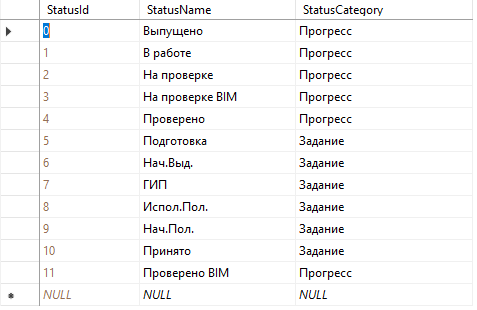 StatusId StatusName StatusCategory
0 Выпущено Прогресс
1 В работе Прогресс
2 На проверке Прогресс
3 На проверке BIM Прогресс
4 Проверено Прогресс
5 Подготовка Задание
6 Нач.Выд. Задание
7 ГИП Задание
8 Испол.Пол. Задание
9 Нач.Пол. Задание
10 Принято Задание
11 Проверено BIM Прогресс
NULL NULL NULL